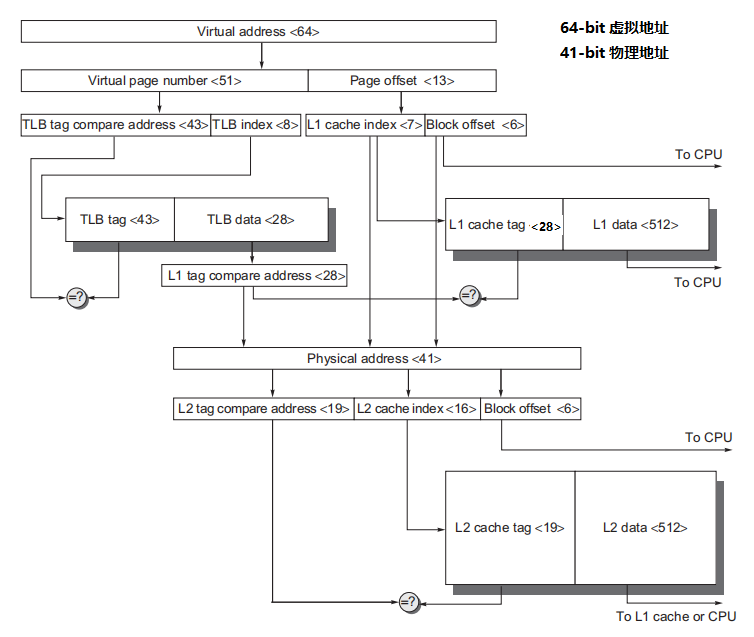 Virtual address <64>
64-bit 虚拟地址
41-bit 物理地址
Virtual page number <51>
Page offset <13>
TLB tag compare address <43>
TLB index <8>
L1 cache index <7>
Block offset <6>
To CPU
TLB tag <43>
TLB data <28>
L1 cache tag <28>
L1 data <512>
L1 tag compare address <28>
To CPU
=?
=?
Physical address <41>
L2 tag compare address <19>
L2 cache index <16>
Block offset <6>
To CPU
L2 cache tag <19>
L2 data <512>
=?
To L1 cache or CPU